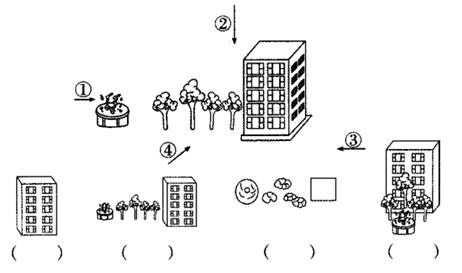 ②
①
③
④
(    ) (    ) (    ) (    )